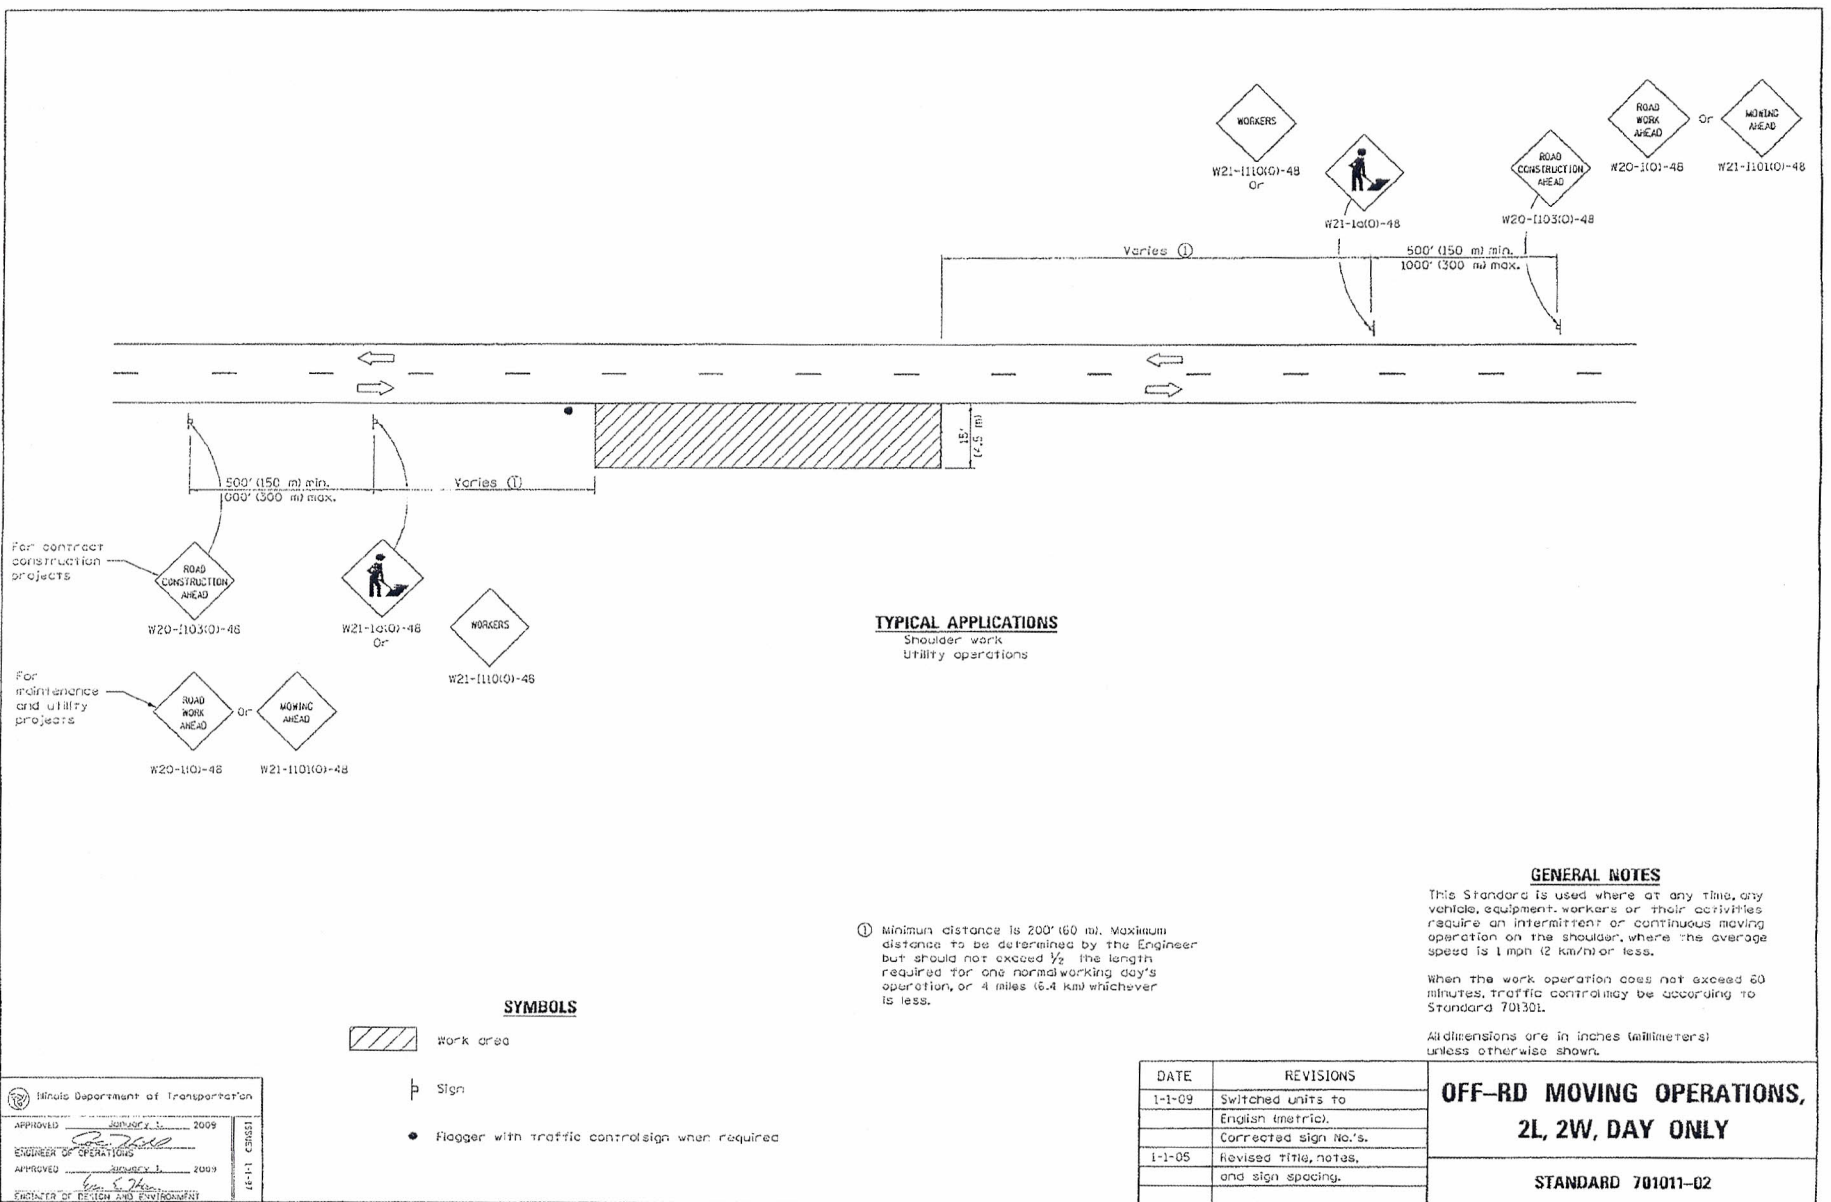 WORKERS
W21-I110(O)-48
Or
W21-1a(O)-48
ROAD
CONSTRUCTION
AHEAD
W20-I103(O)-48
ROAD
WORK
AHEAD
W20-1(O)-48
Or
MOWING
AHEAD
W21-I101(O)-48
Varies ①
500' (150 m) min.
1000' (300 m) max.
15'
(4.5 m)
500' (150 m) min.
1000' (300 m) max.
Varies ①
For contract
construction
projects
ROAD
CONSTRUCTION
AHEAD
W20-I103(O)-48
W21-1a(O)-48
Or
WORKERS
W21-I110(O)-48
For
maintenance
and utility
projects
ROAD
WORK
AHEAD
Or
MOWING
AHEAD
W20-1(O)-48
W21-I101(O)-48
TYPICAL APPLICATIONS
Shoulder work
Utility operations
① Minimum distance is 200' (60 m). Maximum
distance to be determined by the Engineer
but should not exceed ½ the length
required for one normal working day's
operation, or 4 miles (6.4 km) whichever
is less.
GENERAL NOTES
This Standard is used where at any time, any
vehicle, equipment, workers or their activities
require an intermittent or continuous moving
operation on the shoulder, where the average
speed is 1 mph (2 km/h) or less.
When the work operation does not exceed 60
minutes, traffic control may be according to
Standard 701301.
All dimensions are in inches (millimeters)
unless otherwise shown.
SYMBOLS
Work area
Sign
Flagger with traffic control sign when required
Illinois Department of Transportation
APPROVED January 1, 2009
ENGINEER OF OPERATIONS
APPROVED January 1, 2009
ENGINEER OF DESIGN AND ENVIRONMENT
ISSUED 1-1-97
DATE REVISIONS
1-1-09 Switched units to
English (metric).
Corrected sign No.'s.
1-1-05 Revised title, notes,
and sign spacing.
OFF-RD MOVING OPERATIONS,
2L, 2W, DAY ONLY
STANDARD 701011-02